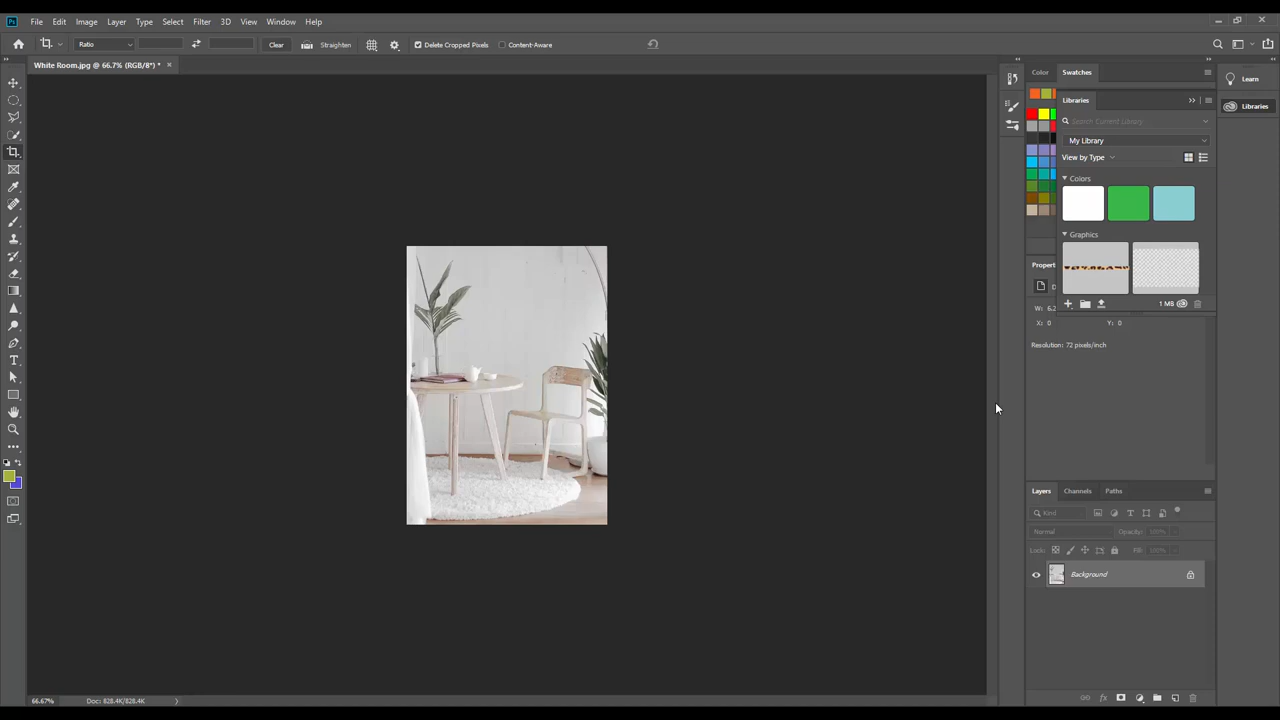 Ps File Edit Image Layer Type Select Filter 3D View Window Help
Ratio Clear Straighten Delete Cropped Pixels Content-Aware
White Room.jpg @ 66.7% (RGB/8*) * ×
Color Swatches
Learn
Libraries
Libraries
Search Current Library...
My Library
View by Type
Colors
Graphics
Propert
D
1 MB
W: 6.2
X: 0 Y: 0
Resolution: 72 pixels/inch
Layers Channels Paths
Kind
Normal Opacity: 100%
Lock: Fill: 100%
Background
66.67% Doc: 828.4K/828.4K